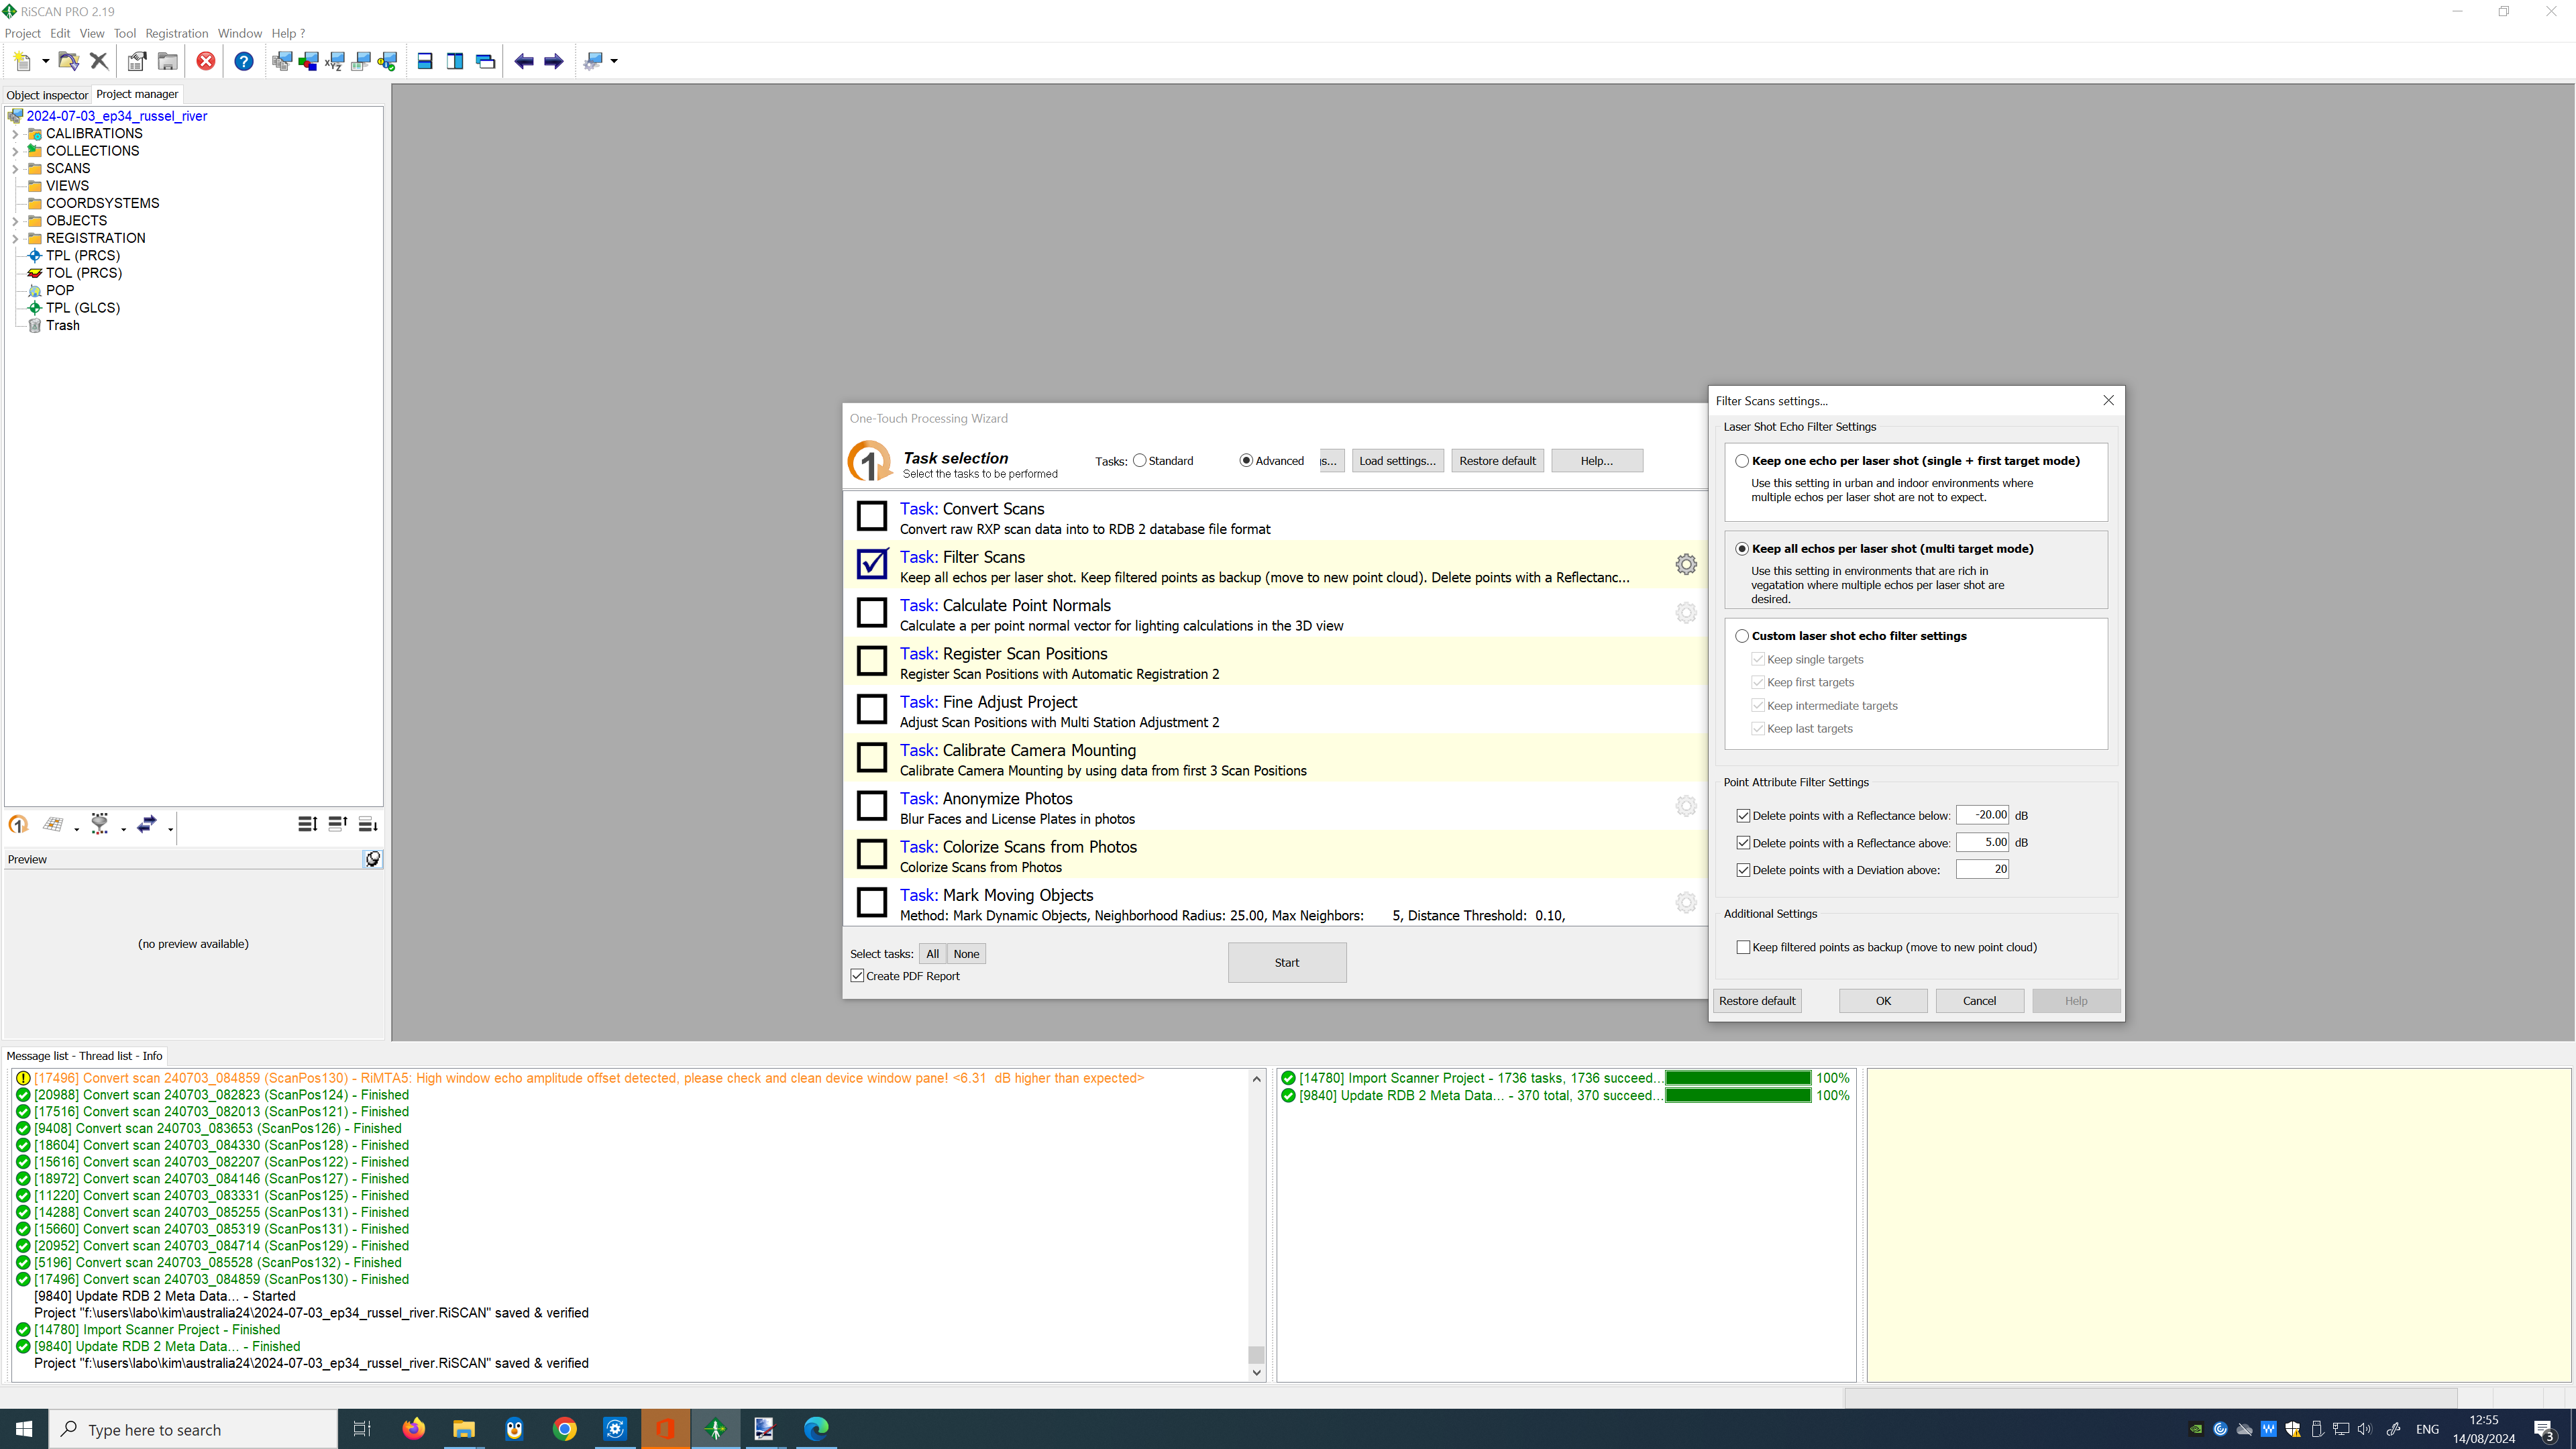 RiSCAN PRO 2.19
Project Edit View Tool Registration Window Help ?
Object inspector Project manager
2024-07-03_ep34_russel_river
CALIBRATIONS
COLLECTIONS
SCANS
VIEWS
COORDSYSTEMS
OBJECTS
REGISTRATION
TPL (PRCS)
TOL (PRCS)
POP
TPL (GLCS)
Trash
Preview
(no preview available)
One-Touch Processing Wizard
Task selection
Select the tasks to be performed
Tasks: Standard Advanced s... Load settings... Restore default Help...
Task: Convert Scans
Convert raw RXP scan data into to RDB 2 database file format
Task: Filter Scans
Keep all echos per laser shot. Keep filtered points as backup (move to new point cloud). Delete points with a Reflectanc...
Task: Calculate Point Normals
Calculate a per point normal vector for lighting calculations in the 3D view
Task: Register Scan Positions
Register Scan Positions with Automatic Registration 2
Task: Fine Adjust Project
Adjust Scan Positions with Multi Station Adjustment 2
Task: Calibrate Camera Mounting
Calibrate Camera Mounting by using data from first 3 Scan Positions
Task: Anonymize Photos
Blur Faces and License Plates in photos
Task: Colorize Scans from Photos
Colorize Scans from Photos
Task: Mark Moving Objects
Method: Mark Dynamic Objects, Neighborhood Radius: 25.00, Max Neighbors: 5, Distance Threshold: 0.10,
Select tasks: All None
Create PDF Report
Start
Filter Scans settings...
Laser Shot Echo Filter Settings
Keep one echo per laser shot (single + first target mode)
Use this setting in urban and indoor environments where
multiple echos per laser shot are not to expect.
Keep all echos per laser shot (multi target mode)
Use this setting in environments that are rich in
vegatation where multiple echos per laser shot are
desired.
Custom laser shot echo filter settings
Keep single targets
Keep first targets
Keep intermediate targets
Keep last targets
Point Attribute Filter Settings
Delete points with a Reflectance below: -20.00 dB
Delete points with a Reflectance above: 5.00 dB
Delete points with a Deviation above: 20
Additional Settings
Keep filtered points as backup (move to new point cloud)
Restore default OK Cancel Help
Message list - Thread list - Info
[17496] Convert scan 240703_084859 (ScanPos130) - RiMTA5: High window echo amplitude offset detected, please check and clean device window pane! <6.31 dB higher than expected>
[20988] Convert scan 240703_082823 (ScanPos124) - Finished
[17516] Convert scan 240703_082013 (ScanPos121) - Finished
[9408] Convert scan 240703_083653 (ScanPos126) - Finished
[18604] Convert scan 240703_084330 (ScanPos128) - Finished
[15616] Convert scan 240703_082207 (ScanPos122) - Finished
[18972] Convert scan 240703_084146 (ScanPos127) - Finished
[11220] Convert scan 240703_083331 (ScanPos125) - Finished
[14288] Convert scan 240703_085255 (ScanPos131) - Finished
[15660] Convert scan 240703_085319 (ScanPos131) - Finished
[20952] Convert scan 240703_084714 (ScanPos129) - Finished
[5196] Convert scan 240703_085528 (ScanPos132) - Finished
[17496] Convert scan 240703_084859 (ScanPos130) - Finished
[9840] Update RDB 2 Meta Data... - Started
Project "f:\users\labo\kim\australia24\2024-07-03_ep34_russel_river.RiSCAN" saved & verified
[14780] Import Scanner Project - Finished
[9840] Update RDB 2 Meta Data... - Finished
Project "f:\users\labo\kim\australia24\2024-07-03_ep34_russel_river.RiSCAN" saved & verified
[14780] Import Scanner Project - 1736 tasks, 1736 succeed... 100%
[9840] Update RDB 2 Meta Data... - 370 total, 370 succeed... 100%
Type here to search
ENG
12:55
14/08/2024
3